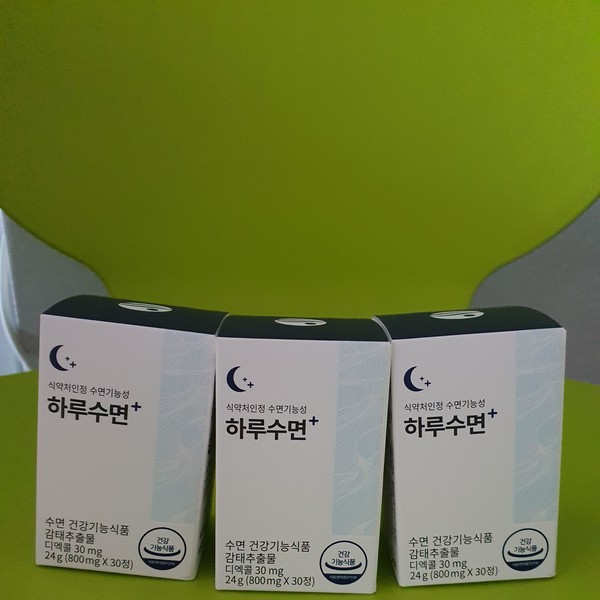 식약처인정 수면기능성
하루수면+
수면 건강기능식품
감태추출물
디엑콜 30 mg
24 g (800 mg X 30정)
건강
기능식품
식약처인정 수면기능성
하루수면+
수면 건강기능식품
감태추출물
디엑콜 30 mg
24 g (800 mg X 30정)
건강
기능식품
식약처인정 수면기능성
하루수면+
수면 건강기능식품
감태추출물
디엑콜 30 mg
24 g (800 mg X 30정)
건강
기능식품